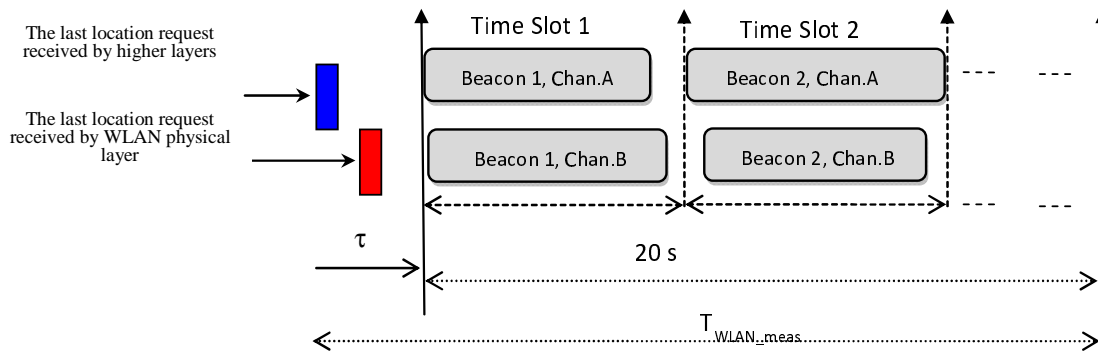 The last location request
received by higher layers
The last location request
received by WLAN physical
layer
Time Slot 1
Time Slot 2
Beacon 1, Chan.A
Beacon 2, Chan.A
Beacon 1, Chan.B
Beacon 2, Chan.B
τ
20 s
T WLAN_meas